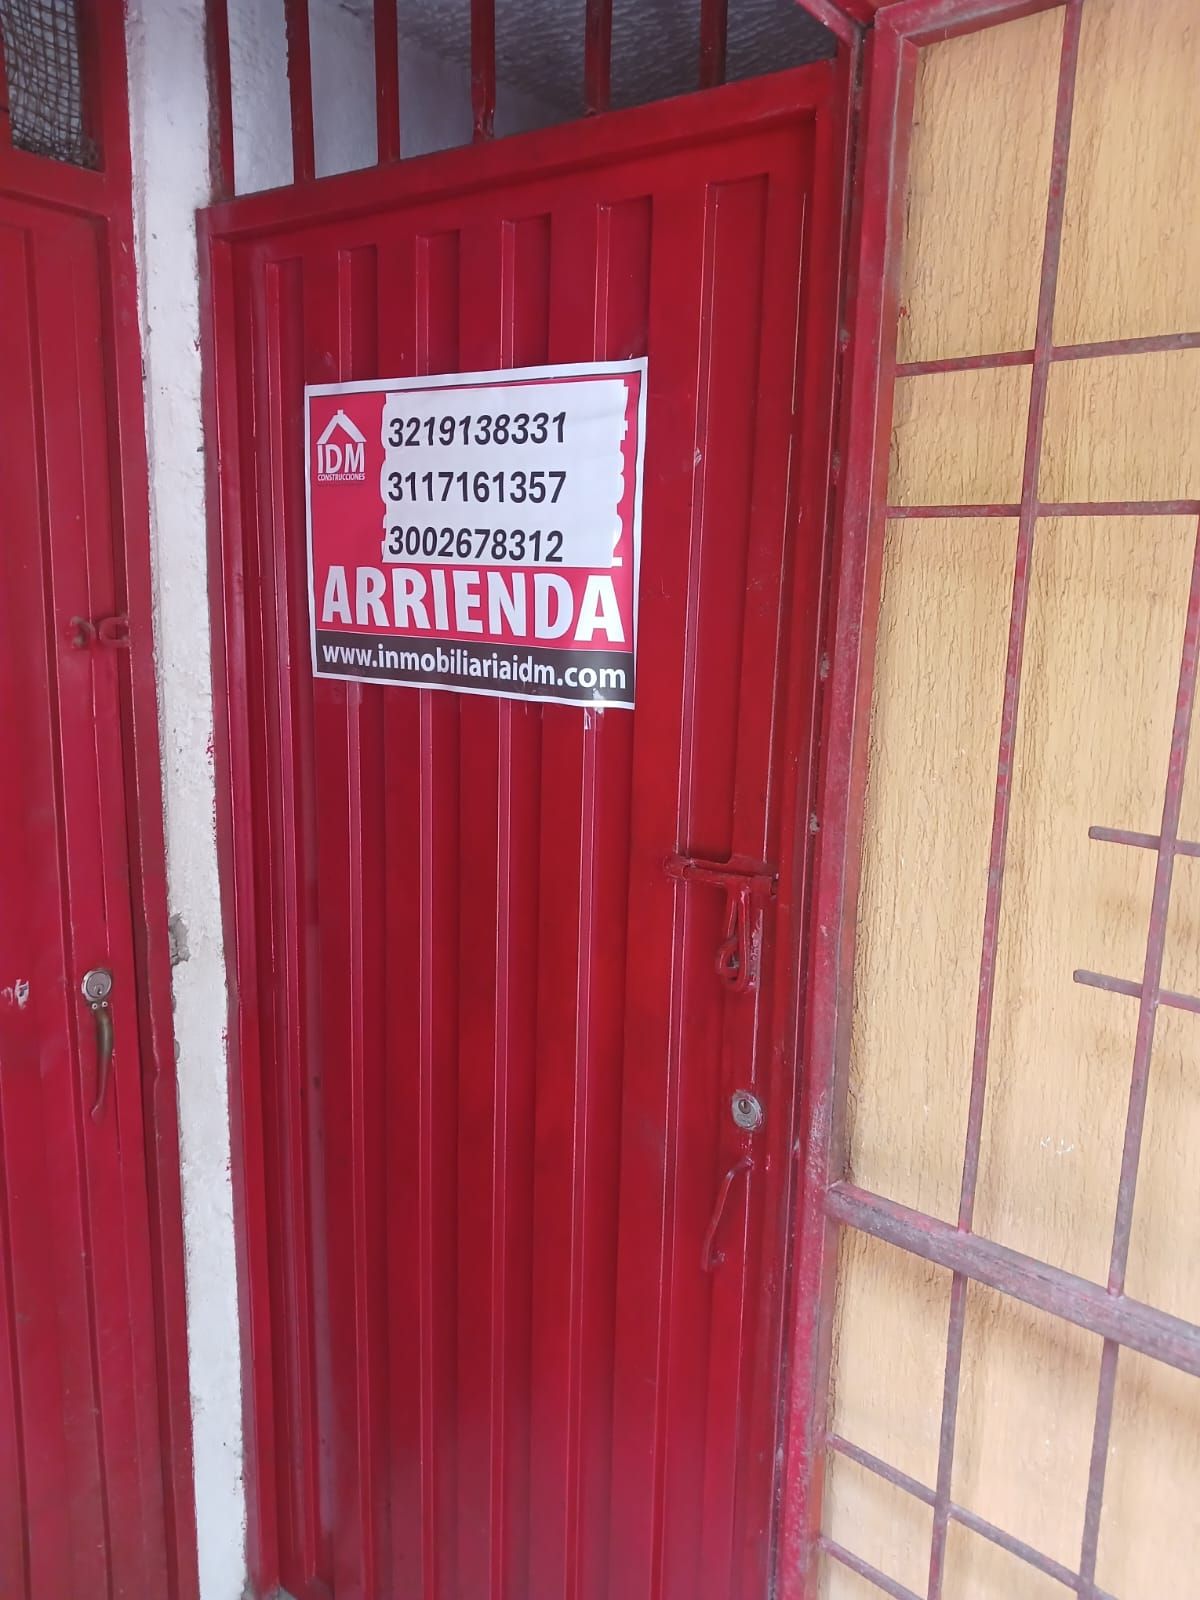 IDM
CONSTRUCCIONES
3219138331
3117161357
3002678312
ARRIENDA
www.inmobiliariaidm.com